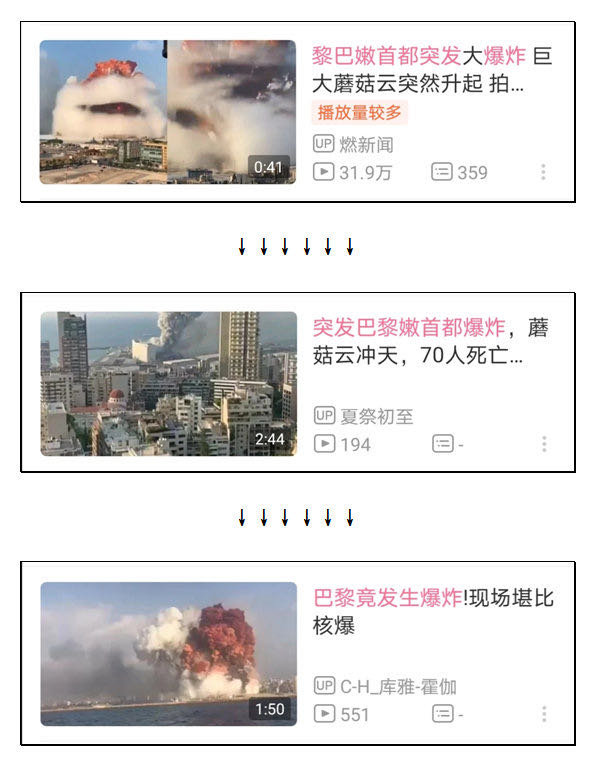 黎巴嫩首都突发大爆炸 巨
大蘑菇云突然升起 拍...
播放量较多
UP 燃新闻
0:41
31.9万 359
↓ ↓ ↓ ↓ ↓ ↓
突发巴黎嫩首都爆炸，蘑
菇云冲天，70人死亡...
UP 夏祭初至
2:44
194 -
↓ ↓ ↓ ↓ ↓ ↓
巴黎竟发生爆炸!现场堪比
核爆
UP C-H_库雅-霍伽
1:50
551 -